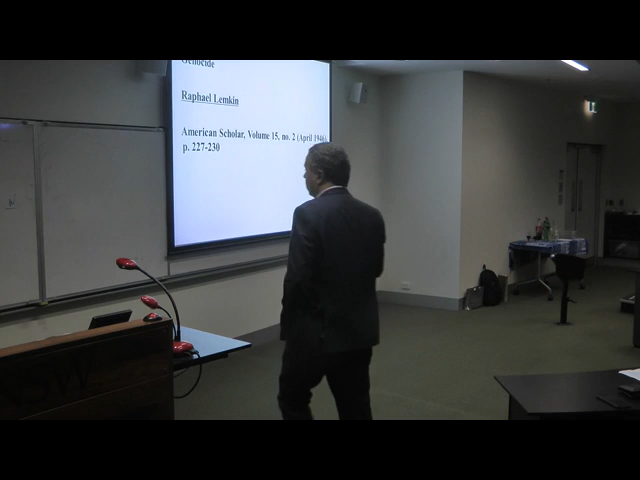 Genocide
Raphael Lemkin
American Scholar, Volume 15, no. 2 (April 1946)
p. 227-230